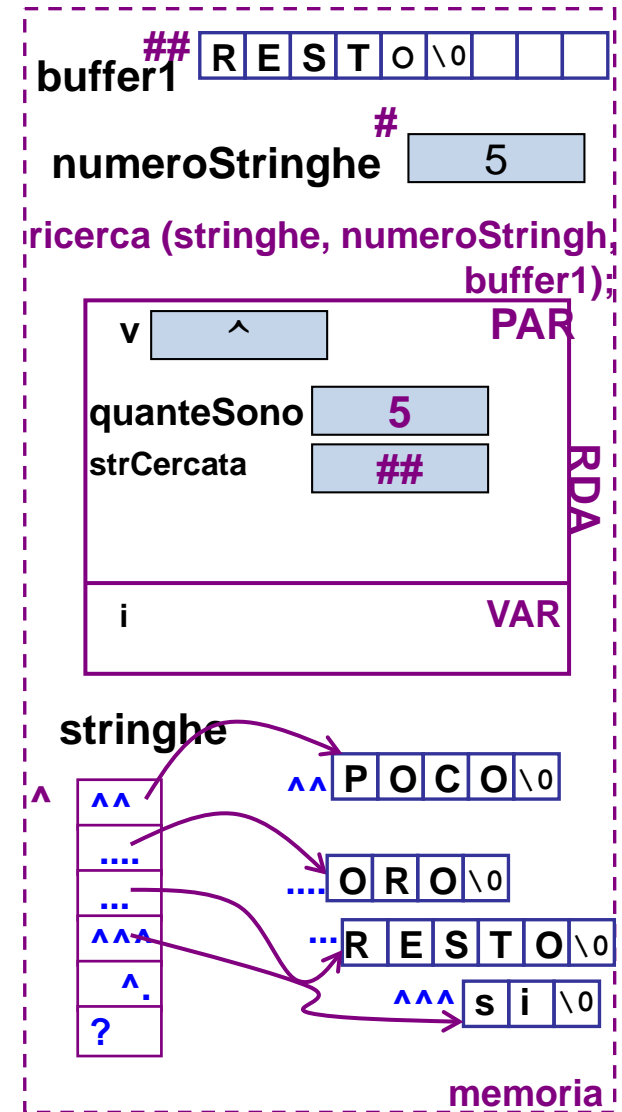 ##
buffer1 R E S T O \0
#
numeroStringhe 5
ricerca (stringhe, numeroStringh,
buffer1);
PAR
v ^
quanteSono 5
strCercata ##
RDA
i VAR
stringhe
^ ^^ ^^ P O C O \0
.... .... O R O \0
... ... R E S T O \0
^^^ ^^^ s i \0
^.
?
memoria